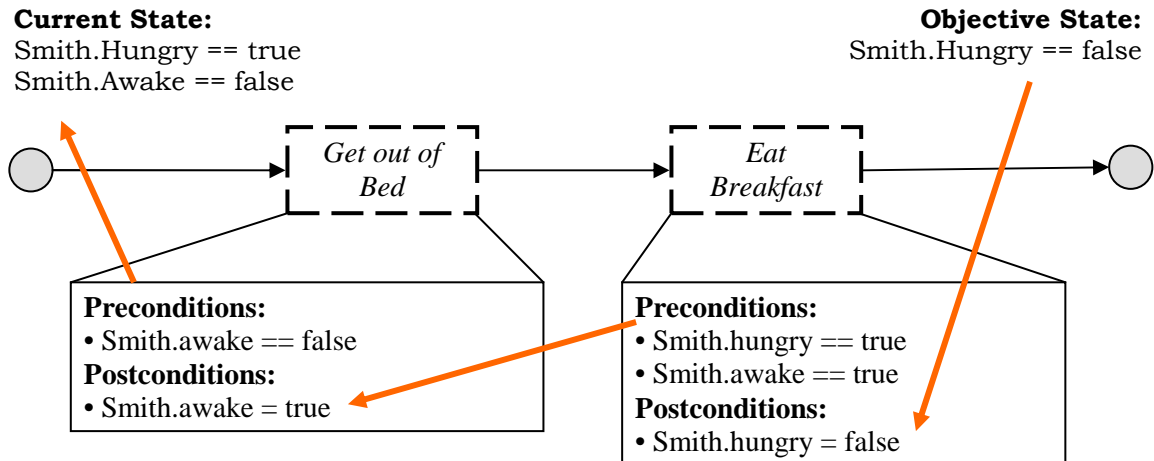 Current State:
Smith.Hungry == true
Smith.Awake == false
Objective State:
Smith.Hungry == false
Get out of
Bed
Eat
Breakfast
Preconditions:
• Smith.awake == false
Postconditions:
• Smith.awake = true
Preconditions:
• Smith.hungry == true
• Smith.awake == true
Postconditions:
• Smith.hungry = false